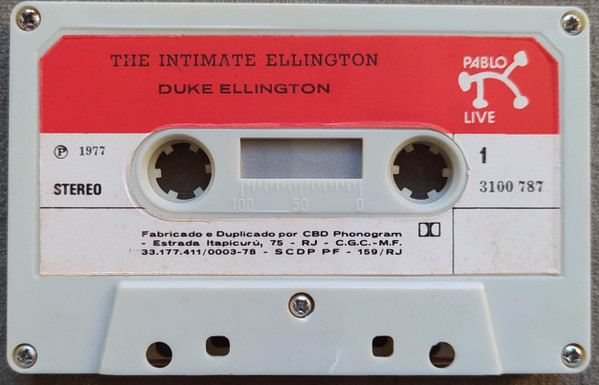 THE INTIMATE ELLINGTON
DUKE ELLINGTON
PABLO
LIVE
℗ 1977
STEREO
1
3100 787
100 50 0
Fabricado e Duplicado por CBD Phonogram
- Estrada Itapicurú, 75 - RJ - C.G.C.-M.F.
33.177.411/0003-78 - SCDP PF - 159/RJ